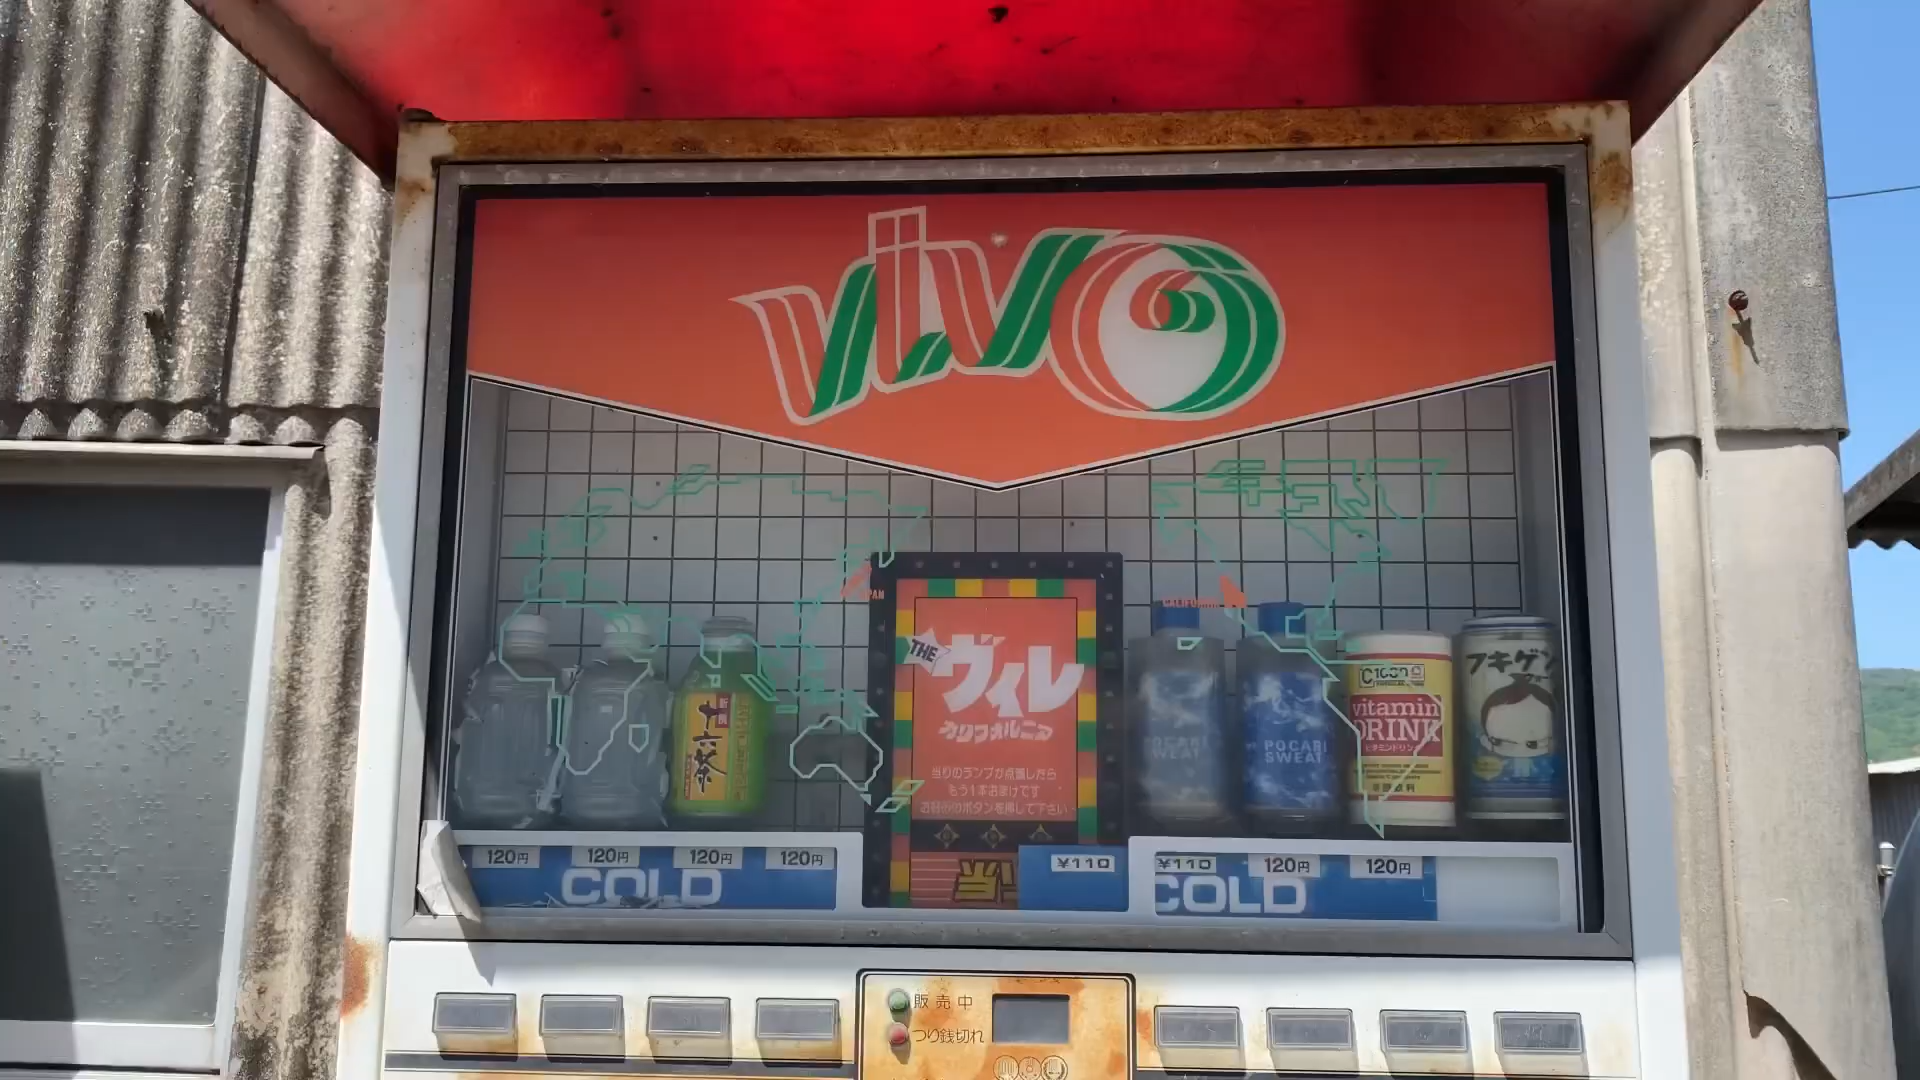 vivo
JAPAN
CALIFORNIA
THE
ヴィレ
カリフォルニア
当りのランプが点灯したら
もう1本おまけです
お好みのボタンを押して下さい
新撰
十六茶
POCARI
SWEAT
POCARI
SWEAT
C1000
vitamin
DRINK
ビタミンドリンク
フキゲン
120円
120円
120円
120円
COLD
当
¥110
¥110
120円
120円
COLD
販売中
つり銭切れ